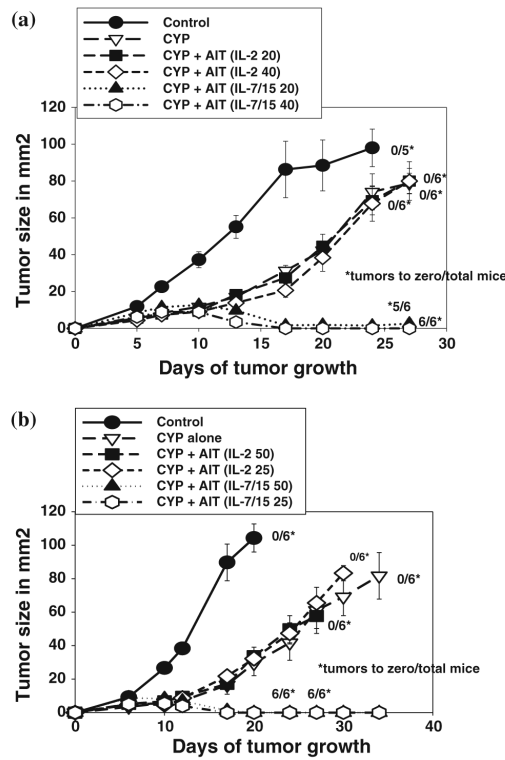 (a)
Control
CYP
CYP + AIT (IL-2 20)
CYP + AIT (IL-2 40)
CYP + AIT (IL-7/15 20)
CYP + AIT (IL-7/15 40)
Tumor size in mm2
120
100
80
60
40
20
0
0/5*
0/6*
0/6*
0/6*
*tumors to zero/total mice
*5/6
6/6*
0 5 10 15 20 25 30
Days of tumor growth
(b)
Control
CYP alone
CYP + AIT (IL-2 50)
CYP + AIT (IL-2 25)
CYP + AIT (IL-7/15 50)
CYP + AIT (IL-7/15 25)
Tumor size in mm2
120
100
80
60
40
20
0
0/6*
0/6*
0/6*
0/6*
*tumors to zero/total mice
6/6* 6/6*
0 5 10 15 20 25 30 35 40
Days of tumor growth